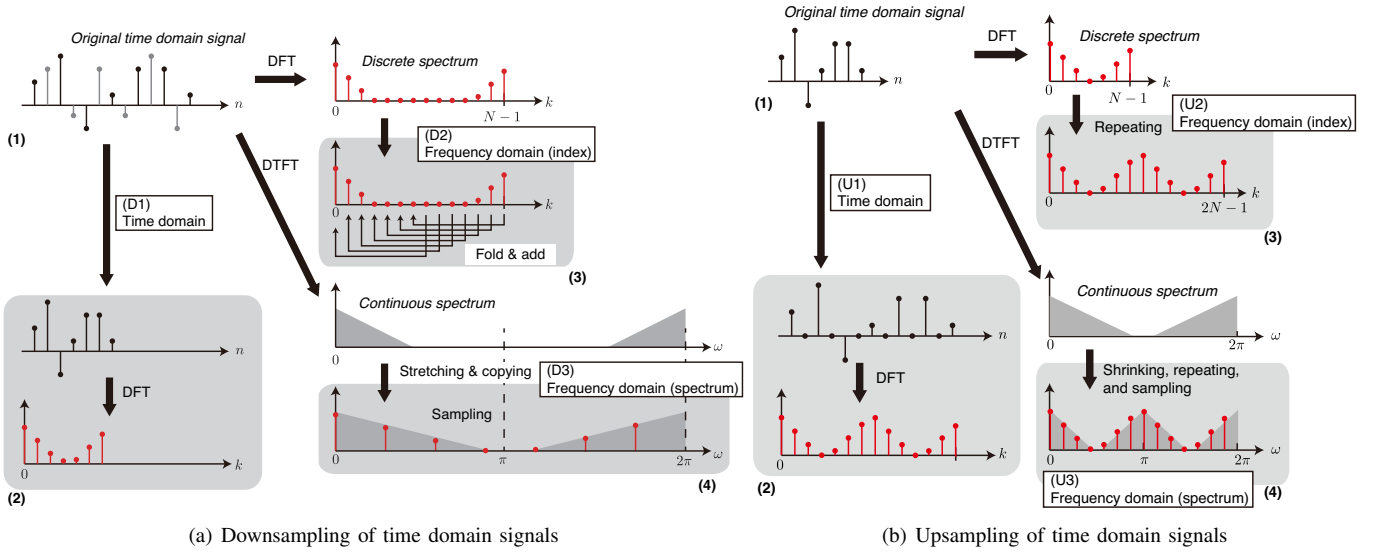 Original time domain signal
n
(1)
DFT
Discrete spectrum
k
0
N − 1
(D2)
Frequency domain (index)
k
0
Fold & add
(3)
(D1)
Time domain
DTFT
n
DFT
k
0
(2)
Continuous spectrum
ω
0
Stretching & copying
(D3)
Frequency domain (spectrum)
Sampling
ω
0
π
2π
(4)
(a) Downsampling of time domain signals
Original time domain signal
n
(1)
DFT
Discrete spectrum
k
0
N − 1
(U2)
Frequency domain (index)
Repeating
k
0
2N − 1
(3)
(U1)
Time domain
DTFT
n
DFT
k
0
(2)
Continuous spectrum
ω
0
2π
Shrinking, repeating,
and sampling
ω
0
π
2π
(U3)
Frequency domain (spectrum)
(4)
(b) Upsampling of time domain signals